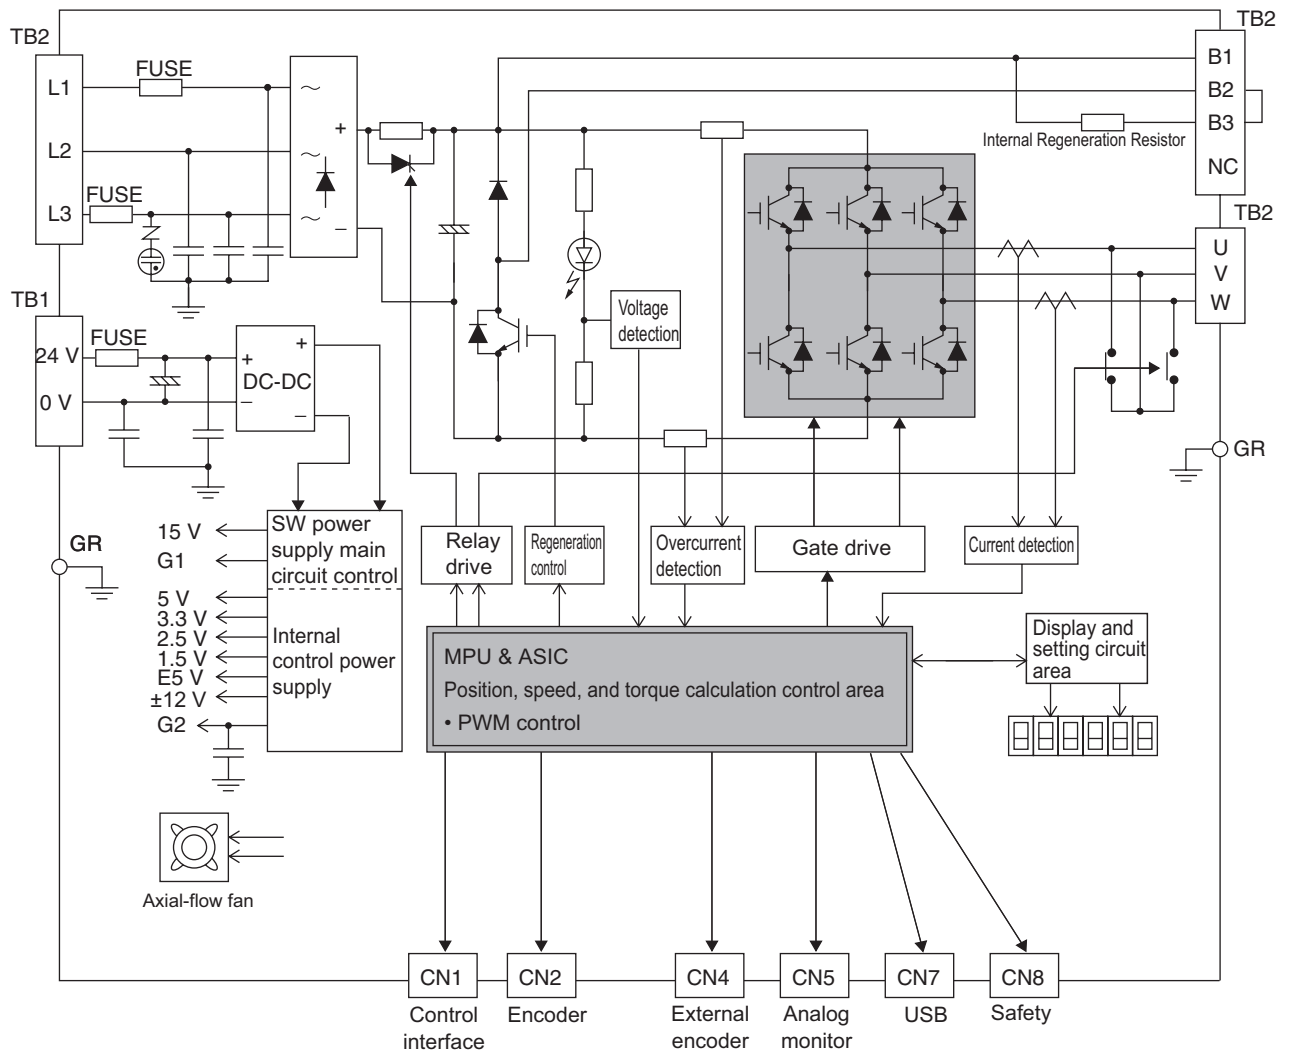 TB2
TB2
L1
FUSE
B1
B2
B3
Internal Regeneration Resistor
L2
NC
FUSE
L3
+
−
TB2
U
V
W
TB1
FUSE
24 V
0 V
+
−
+
−
DC-DC
Voltage
detection
GR
GR
15 V
G1
5 V
3.3 V
2.5 V
1.5 V
E5 V
±12 V
G2
SW power
supply main
circuit control
Internal
control power
supply
Relay
drive
Regeneration
control
Overcurrent
detection
Gate drive
Current detection
MPU & ASIC
Position, speed, and torque calculation control area
• PWM control
Display and
setting circuit
area
Axial-flow fan
CN1
CN2
CN4
CN5
CN7
CN8
Control
interface
Encoder
External
encoder
Analog
monitor
USB
Safety